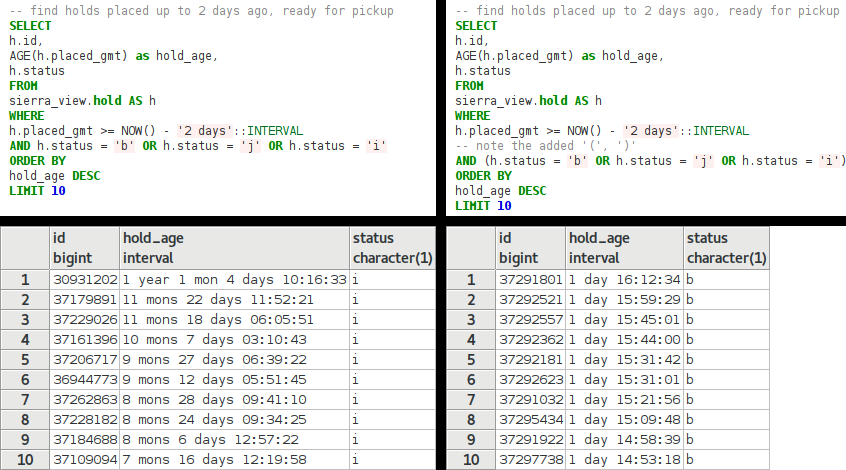 -- find holds placed up to 2 days ago, ready for pickup
SELECT
h.id,
AGE(h.placed_gmt) as hold_age,
h.status
FROM
sierra_view.hold AS h
WHERE
h.placed_gmt >= NOW() - '2 days'::INTERVAL
AND h.status = 'b' OR h.status = 'j' OR h.status = 'i'
ORDER BY
hold_age DESC
LIMIT 10
-- find holds placed up to 2 days ago, ready for pickup
SELECT
h.id,
AGE(h.placed_gmt) as hold_age,
h.status
FROM
sierra_view.hold AS h
WHERE
h.placed_gmt >= NOW() - '2 days'::INTERVAL
-- note the added '(', ')'
AND (h.status = 'b' OR h.status = 'j' OR h.status = 'i')
ORDER BY
hold_age DESC
LIMIT 10
id hold_age status
bigint interval character(1)
1 30931202 1 year 1 mon 4 days 10:16:33 i
2 37179891 11 mons 22 days 11:52:21 i
3 37229026 11 mons 18 days 06:05:51 i
4 37161396 10 mons 7 days 03:10:43 i
5 37206717 9 mons 27 days 06:39:22 i
6 36944773 9 mons 12 days 05:51:45 i
7 37262863 8 mons 28 days 09:41:10 i
8 37228182 8 mons 24 days 09:34:25 i
9 37184688 8 mons 6 days 12:57:22 i
10 37109094 7 mons 16 days 12:19:58 i
id hold_age status
bigint interval character(1)
1 37291801 1 day 16:12:34 b
2 37292521 1 day 15:59:29 b
3 37292557 1 day 15:45:01 b
4 37292362 1 day 15:44:00 b
5 37292181 1 day 15:31:42 b
6 37292623 1 day 15:31:01 b
7 37291032 1 day 15:21:56 b
8 37295434 1 day 15:09:48 b
9 37291922 1 day 14:58:39 b
10 37297738 1 day 14:53:18 b